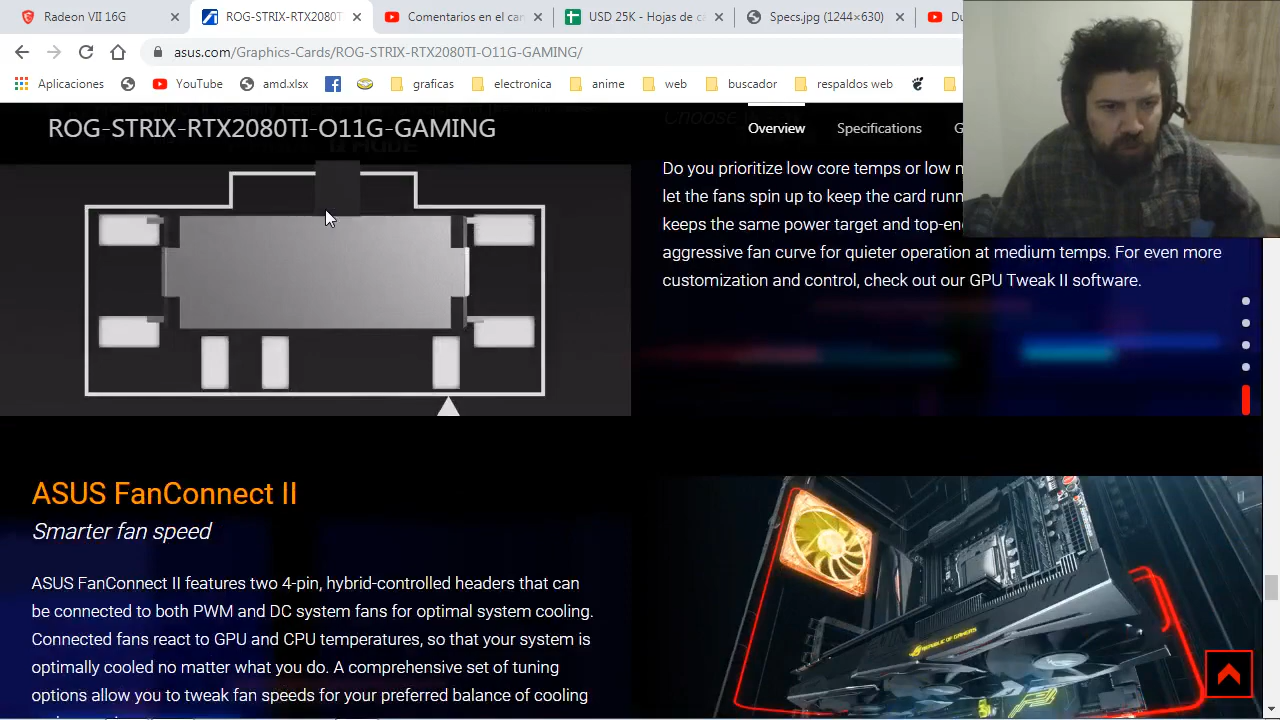 Radeon VII 16G
ROG-STRIX-RTX2080T
Comentarios en el can
USD 25K - Hojas de c
Specs.jpg (1244×630)
Du
asus.com/Graphics-Cards/ROG-STRIX-RTX2080TI-O11G-GAMING/
Aplicaciones
YouTube
amd.xlsx
graficas
electronica
anime
web
buscador
respaldos web
ROG-STRIX-RTX2080TI-O11G-GAMING
Overview
Specifications
G
Do you prioritize low core temps or low n
let the fans spin up to keep the card runn
keeps the same power target and top-en
aggressive fan curve for quieter operation at medium temps. For even more
customization and control, check out our GPU Tweak II software.
ASUS FanConnect II
Smarter fan speed
ASUS FanConnect II features two 4-pin, hybrid-controlled headers that can
be connected to both PWM and DC system fans for optimal system cooling.
Connected fans react to GPU and CPU temperatures, so that your system is
optimally cooled no matter what you do. A comprehensive set of tuning
options allow you to tweak fan speeds for your preferred balance of cooling
REPUBLIC OF GAMERS